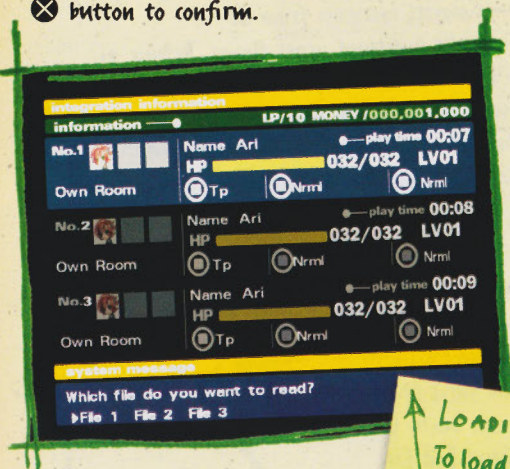 button to confirm.
integration information
information
LP/10 MONEY/000,001,000
No.1 Name Ari play time 00:07
HP 032/032 LV01
Own Room Tp Nrml Nrml
No.2 Name Ari play time 00:08
HP 032/032 LV01
Own Room Tp Nrml Nrml
No.3 Name Ari play time 00:09
HP 032/032 LV01
Own Room Tp Nrml Nrml
system message
Which file do you want to read?
File 1 File 2 File 3
To load